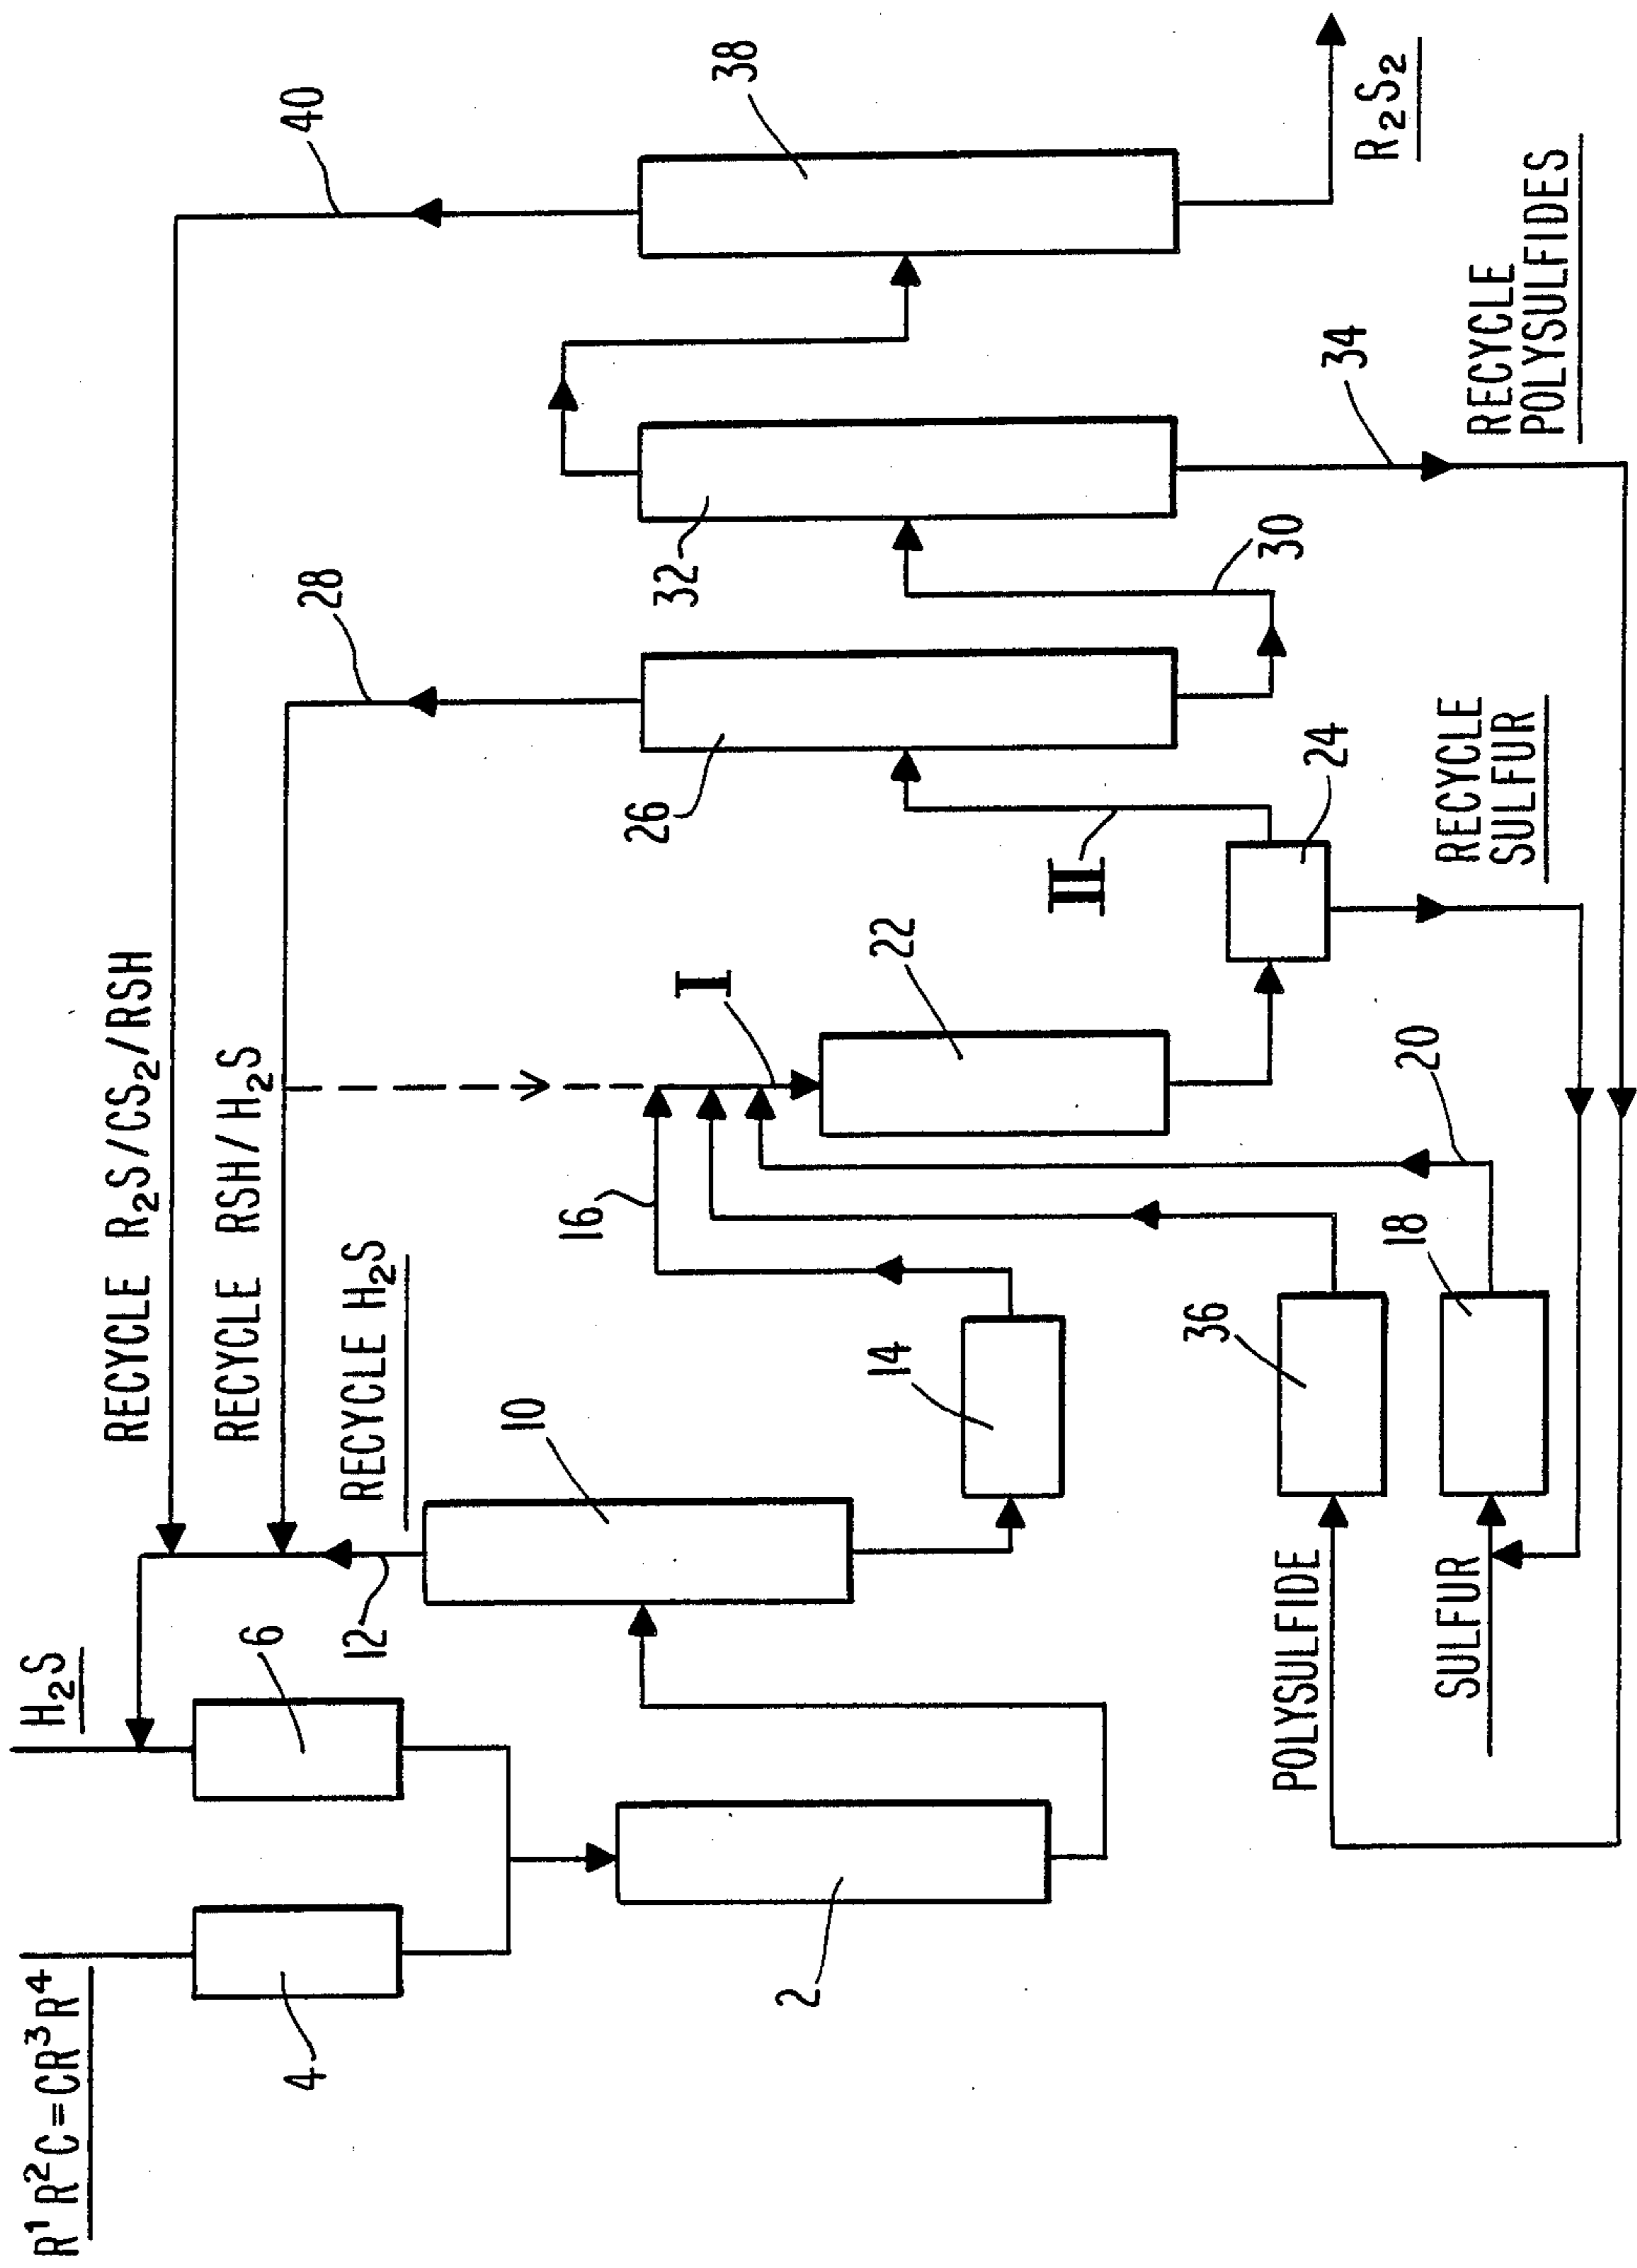 R¹R²C=CR³R⁴
H₂S
4
6
2
12
10
RECYCLE R₂S/CS₂/RSH
RECYCLE RSH/H₂S
RECYCLE H₂S
14
16
POLYSULFIDE
36
SULFUR
18
20
I
22
II
24
RECYCLE
SULFUR
26
28
30
32
34
RECYCLE
POLYSULFIDES
40
38
R₂S₂